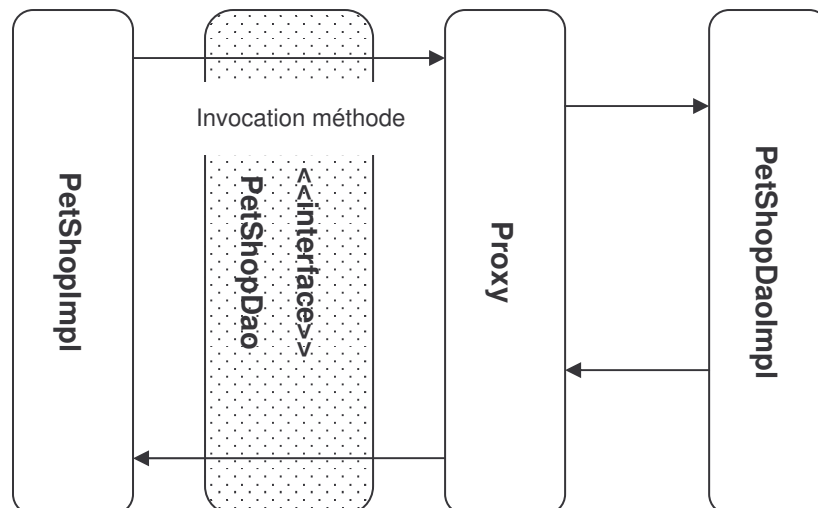 Invocation méthode
PetShopImpl
<<interface>>
PetShopDao
Proxy
PetShopDaoImpl